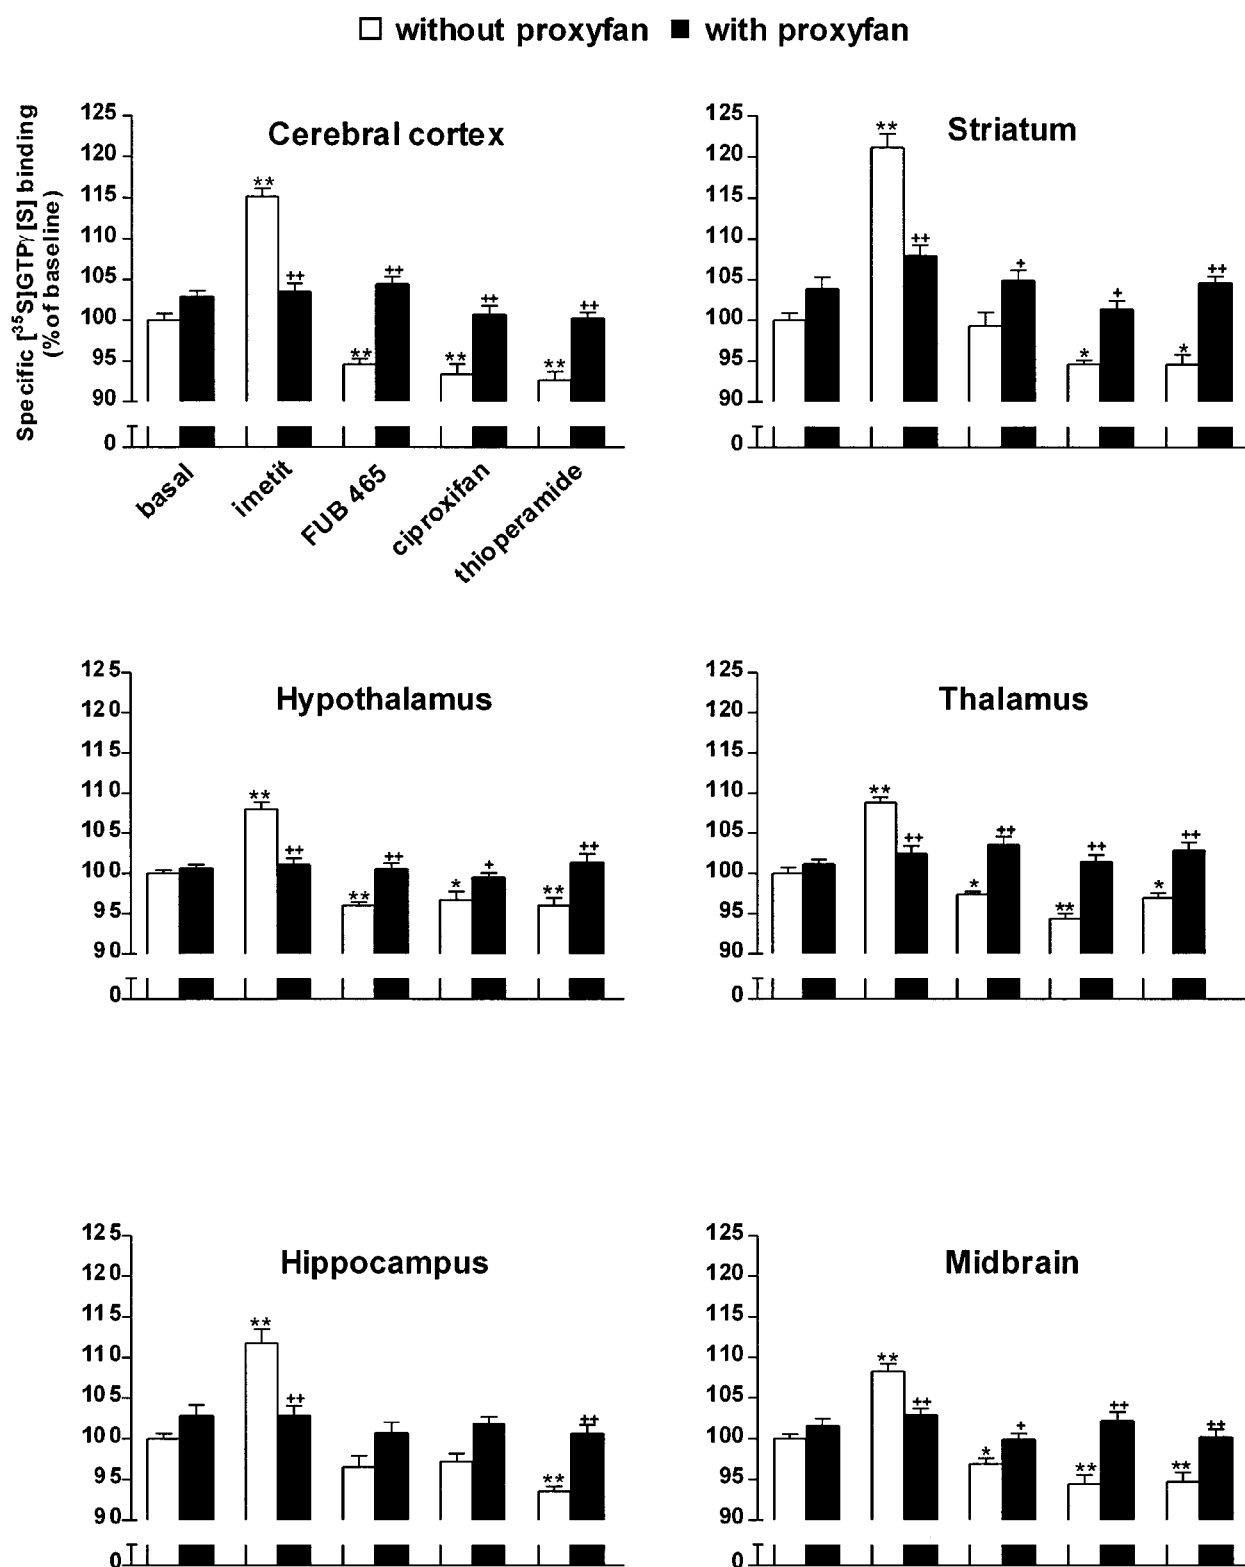 □ without proxyfan ■ with proxyfan
Specific [³⁵S]GTPγ[S] binding
(% of baseline)
Cerebral cortex
125
120
115
110
105
100
95
90
0
** ++ ** ++ ** ++ ** ++
basal
imetit
FUB 465
ciproxifan
thioperamide
Striatum
125
120
115
110
105
100
95
90
0
** ++ + * + * ++
Hypothalamus
125
120
115
110
105
100
95
90
0
** ++ ** ++ * + ** ++
Thalamus
125
120
115
110
105
100
95
90
0
** ++ * ++ ** ++ * ++
Hippocampus
125
120
115
110
105
100
95
90
0
** ++ ** ++
Midbrain
125
120
115
110
105
100
95
90
0
** ++ * + ** ++ ** ++